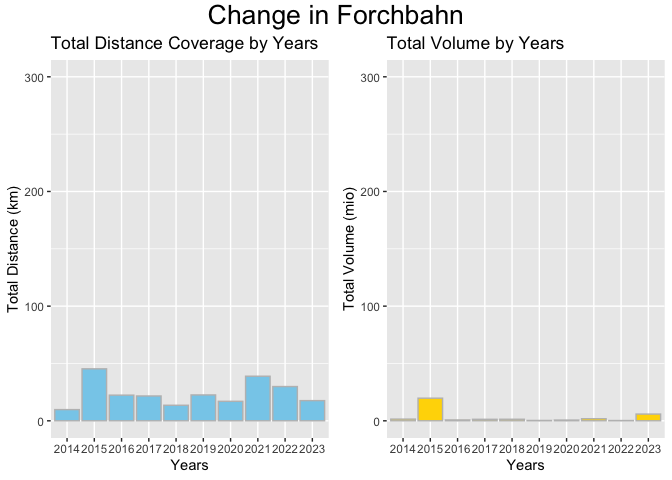 Change in Forchbahn
Total Distance Coverage by Years
300
200
100
0
Total Distance (km)
2014 2015 2016 2017 2018 2019 2020 2021 2022 2023
Years
Total Volume by Years
300
200
100
0
Total Volume (mio)
2014 2015 2016 2017 2018 2019 2020 2021 2022 2023
Years